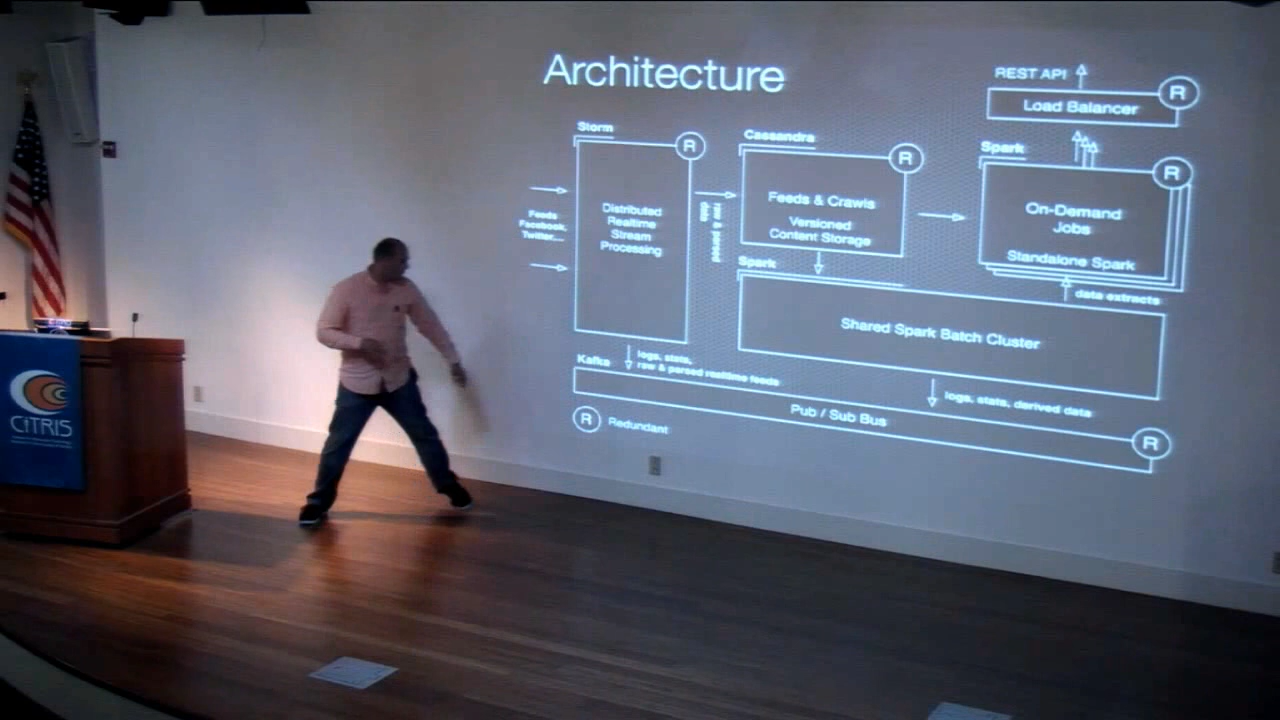 Architecture
REST API
R
Load Balancer
Storm
R
Cassandra
R
Spark
R
Feeds
Facebook,
Twitter,...
Distributed
Realtime
Stream
Processing
raw & parsed
data
Feeds & Crawls
Versioned
Content Storage
On-Demand
Jobs
Standalone Spark
Spark
data extracts
Shared Spark Batch Cluster
Kafka
logs, stats,
raw & parsed realtime feeds
logs, stats, derived data
Pub / Sub Bus
R
R Redundant
CiTRIS